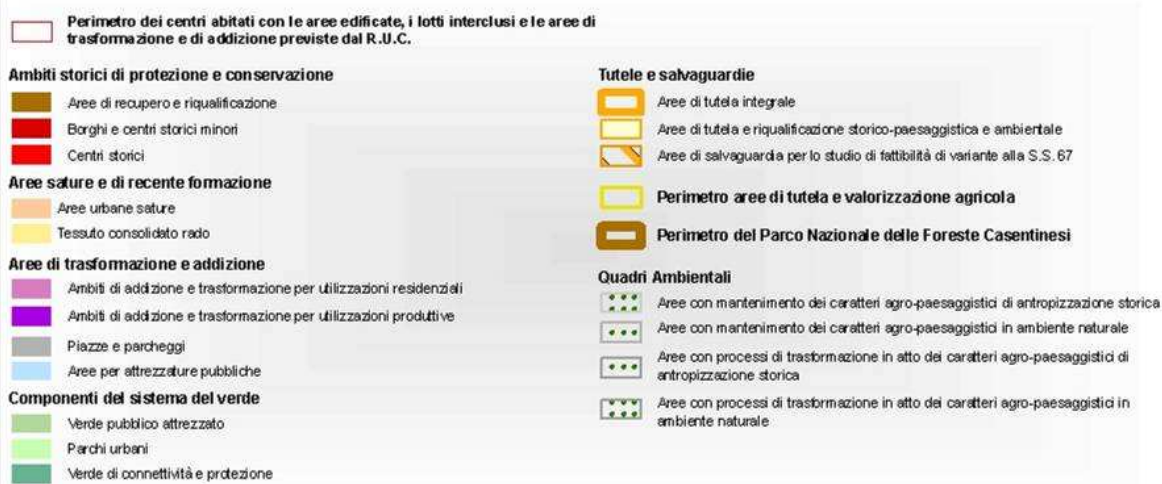 Perimetro dei centri abitati con le aree edificate, i lotti interclusi e le aree di
trasformazione e di addizione previste dal R.U.C.
Ambiti storici di protezione e conservazione
Aree di recupero e riqualificazione
Borghi e centri storici minori
Centri storici
Aree sature e di recente formazione
Aree urbane sature
Tessuto consolidato rado
Aree di trasformazione e addizione
Ambiti di addizione e trasformazione per utilizzazioni residenziali
Ambiti di addizione e trasformazione per utilizzazioni produttive
Piazze e parcheggi
Aree per attrezzature pubbliche
Componenti del sistema del verde
Verde pubblico attrezzato
Parchi urbani
Verde di connettività e protezione
Tutele e salvaguardie
Aree di tutela integrale
Aree di tutela e riqualificazione storico-paesaggistica e ambientale
Aree di salvaguardia per lo studio di fattibilità di variante alla S.S. 67
Perimetro aree di tutela e valorizzazione agricola
Perimetro del Parco Nazionale delle Foreste Casentinesi
Quadri Ambientali
Aree con mantenimento dei caratteri agro-paesaggistici di antropizzazione storica
Aree con mantenimento dei caratteri agro-paesaggistici in ambiente naturale
Aree con processi di trasformazione in atto dei caratteri agro-paesaggistici di
antropizzazione storica
Aree con processi di trasformazione in atto dei caratteri agro-paesaggistici in
ambiente naturale